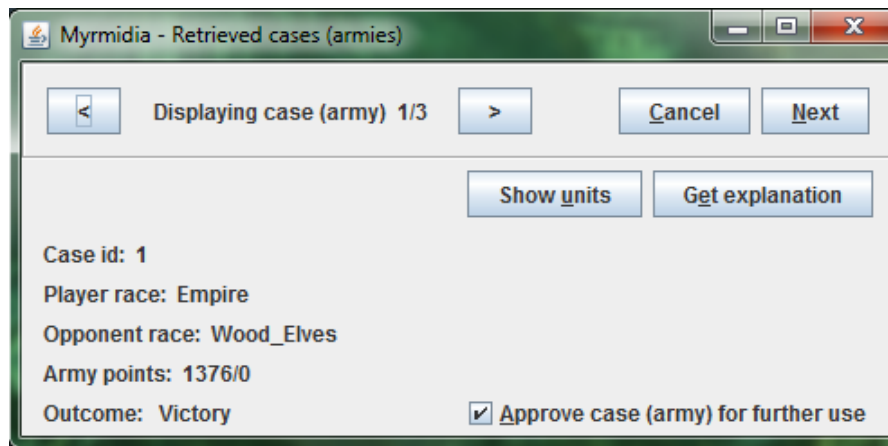 Myrmidia - Retrieved cases (armies)
< Displaying case (army) 1/3 > Cancel Next
Show units Get explanation
Case id: 1
Player race: Empire
Opponent race: Wood_Elves
Army points: 1376/0
Outcome: Victory Approve case (army) for further use